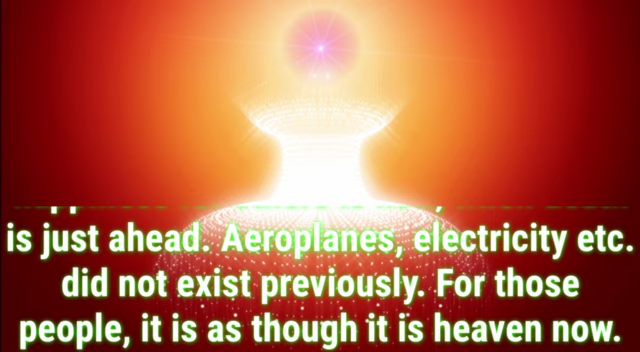 is just ahead. Aeroplanes, electricity etc.
did not exist previously. For those
people, it is as though it is heaven now.